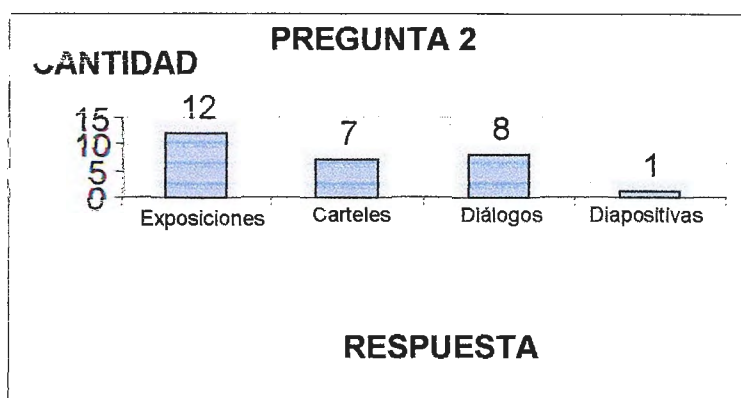 PREGUNTA 2
CANTIDAD
15
10
5
0
12
7
8
1
Exposiciones
Carteles
Diálogos
Diapositivas
RESPUESTA